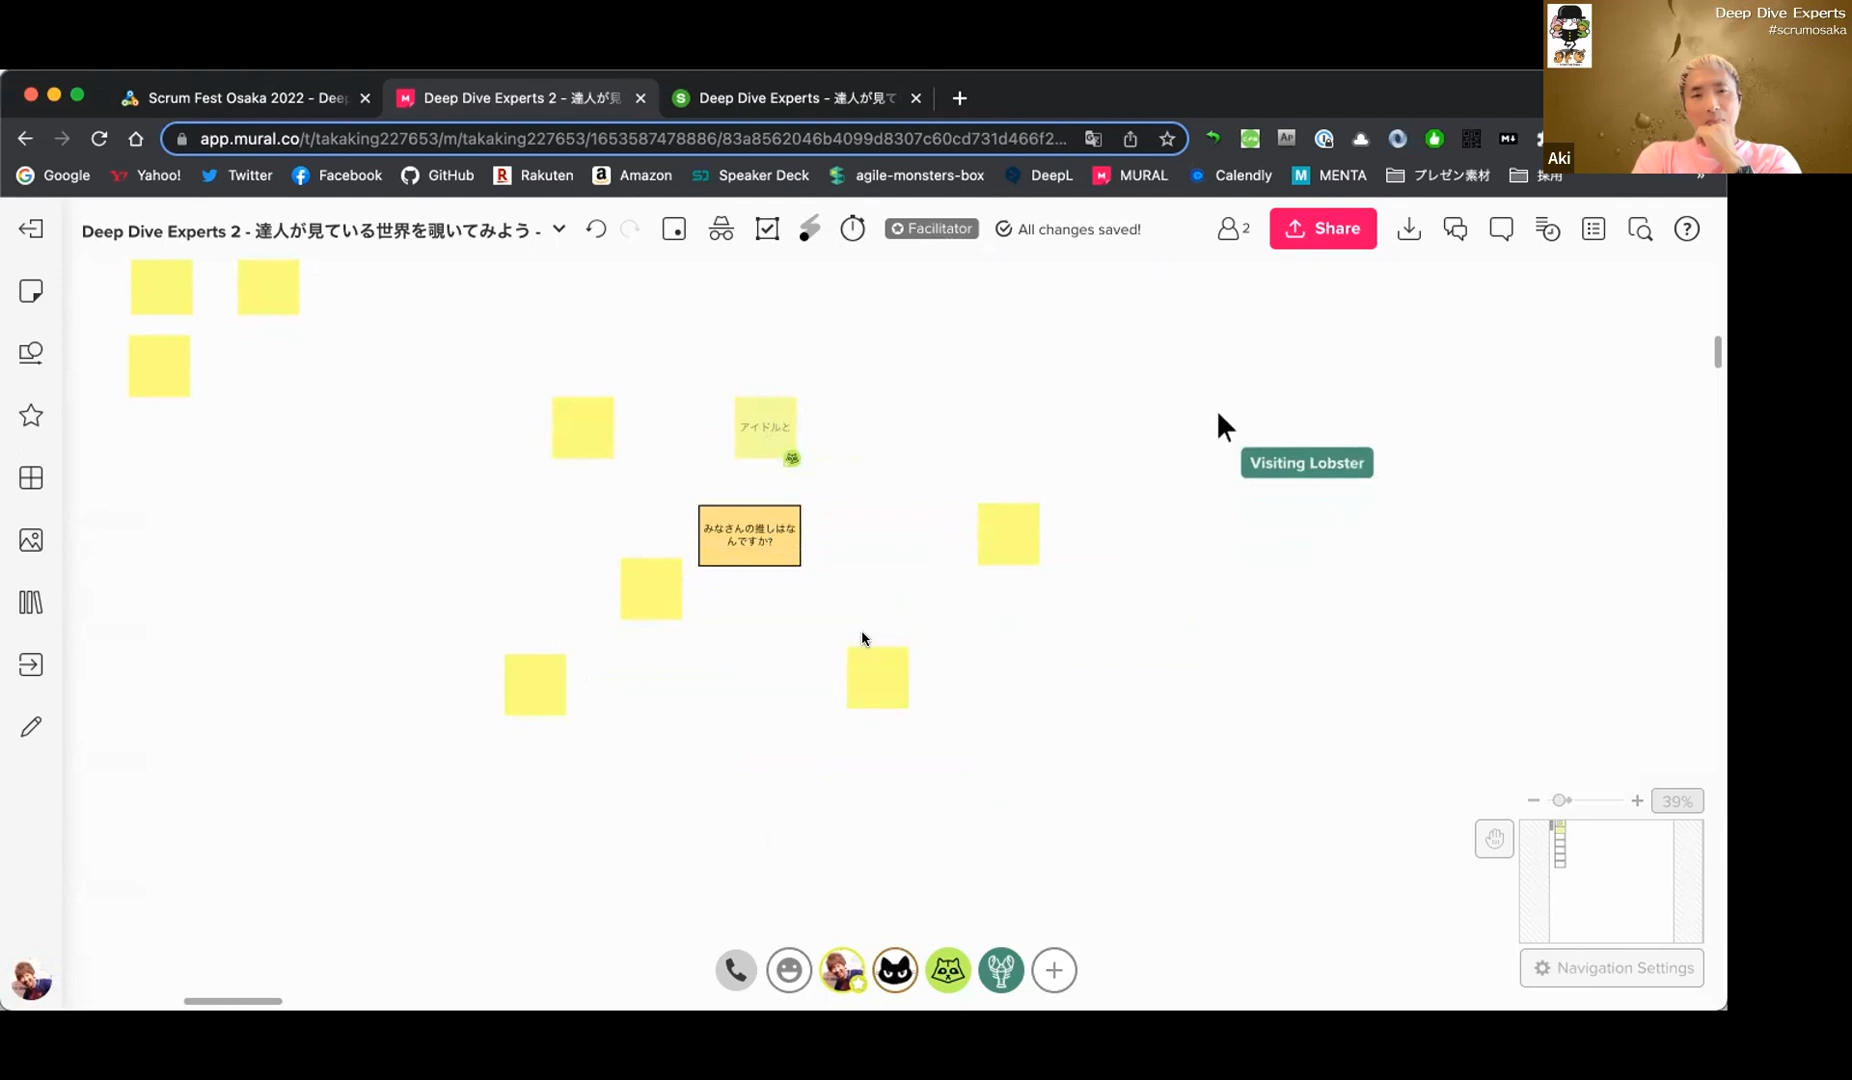 Deep Dive Experts
#scrumosaka
Aki
Scrum Fest Osaka 2022 - Deep
Deep Dive Experts 2 - 達人が見
Deep Dive Experts - 達人が見て
app.mural.co/t/takaking227653/m/takaking227653/1653587478886/83a8562046b4099d8307c60cd731d466f2...
Google
Yahoo!
Twitter
Facebook
GitHub
Rakuten
Amazon
Speaker Deck
agile-monsters-box
DeepL
MURAL
Calendly
MENTA
プレゼン素材
採用
»
Deep Dive Experts 2 - 達人が見ている世界を覗いてみよう -
Facilitator
All changes saved!
2
Share
アイドルと
Visiting Lobster
みなさんの推しはな
んですか?
39%
Navigation Settings